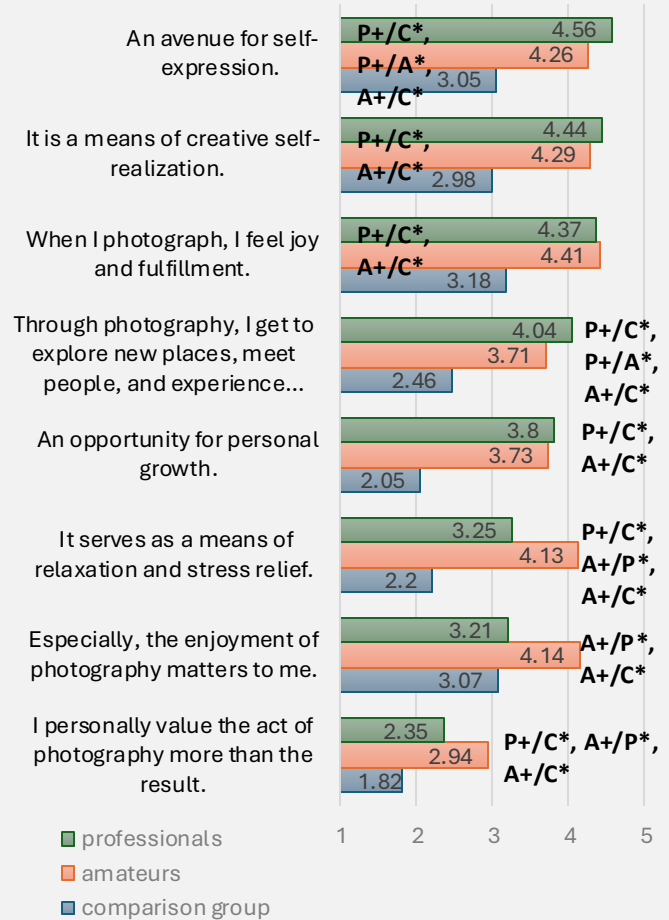 An avenue for self-
expression.
P+/C*,
P+/A*,
A+/C*
4.56
4.26
3.05
It is a means of creative self-
realization.
P+/C*,
A+/C*
4.44
4.29
2.98
When I photograph, I feel joy
and fulfillment.
P+/C*,
A+/C*
4.37
4.41
3.18
Through photography, I get to
explore new places, meet
people, and experience...
4.04
3.71
2.46
P+/C*,
P+/A*,
A+/C*
An opportunity for personal
growth.
3.8
3.73
2.05
P+/C*,
A+/C*
It serves as a means of
relaxation and stress relief.
3.25
4.13
2.2
P+/C*,
A+/P*,
A+/C*
Especially, the enjoyment of
photography matters to me.
3.21
4.14
3.07
A+/P*,
A+/C*
I personally value the act of
photography more than the
result.
2.35
2.94
1.82
P+/C*, A+/P*,
A+/C*
1 2 3 4 5
professionals
amateurs
comparison group